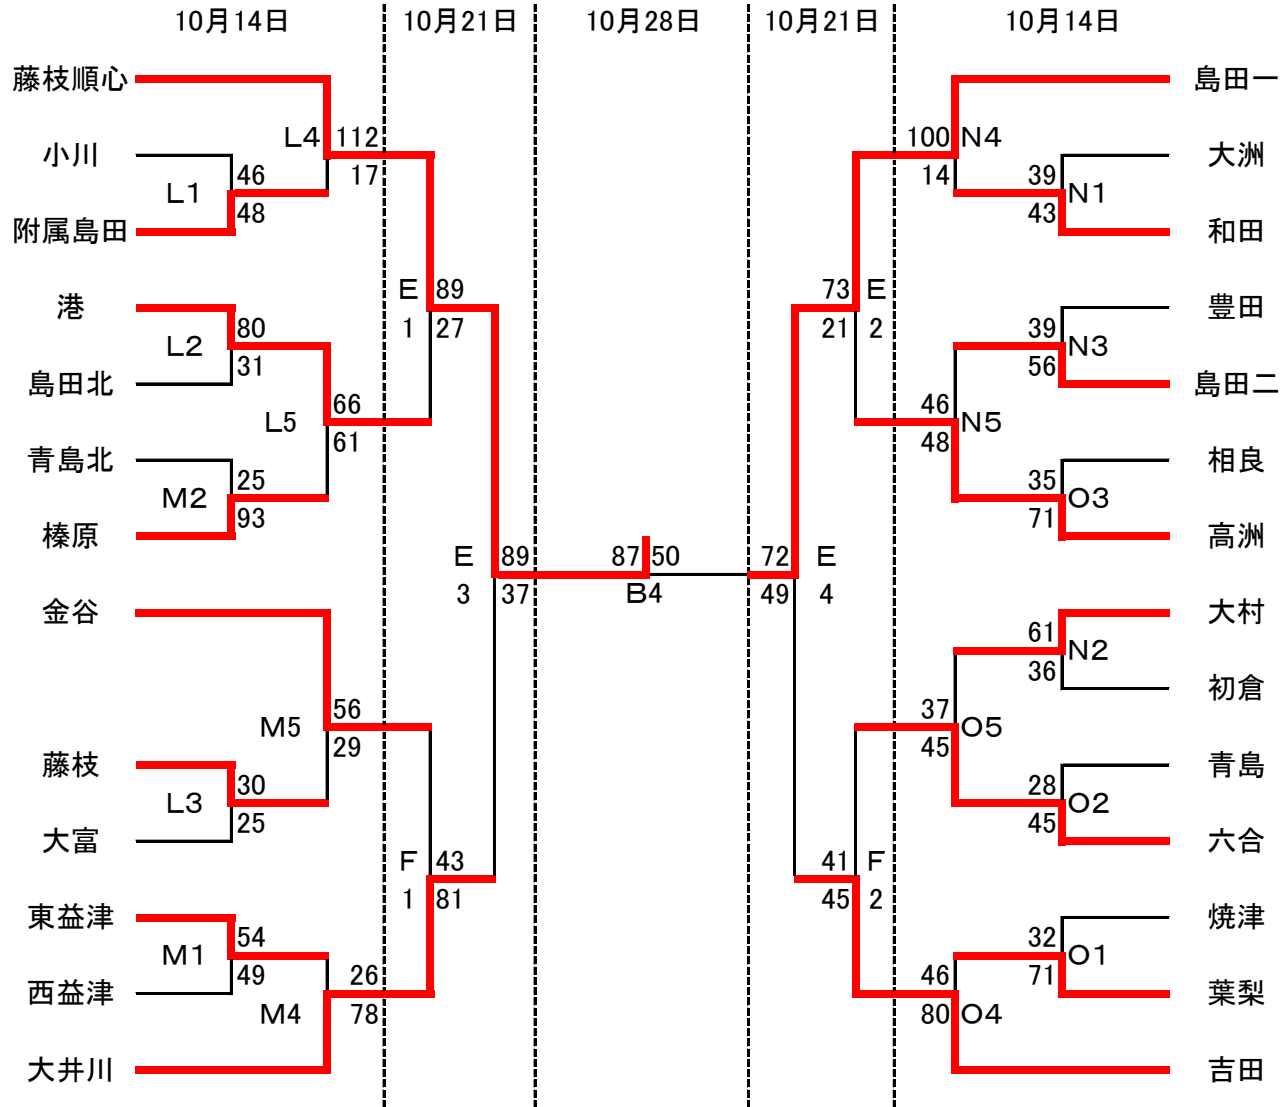 10月14日 10月21日 10月28日 10月21日 10月14日
藤枝順心 島田一
L4 112 100 N4
小川 大洲
17 14
46 39
L1 N1
48 43
附属島田 和田
E 89 73 E
港 豊田
1 27 21 2
80 39
L2 N3
31 56
島田北 島田二
66 46
L5 N5
61 48
青島北 相良
25 35
M2 O3
93 71
榛原 高洲
E 89 87 50 72 E
3 37 B4 49 4
金谷 大村
61
N2
36
初倉
56 37
M5 O5
29 45
藤枝 青島
30 28
L3 O2
25 45
大富 六合
F 43 41 F
1 81 45 2
東益津 焼津
54 32
M1 O1
49 71
26 46
西益津 葉梨
M4 78 80 O4
大井川 吉田